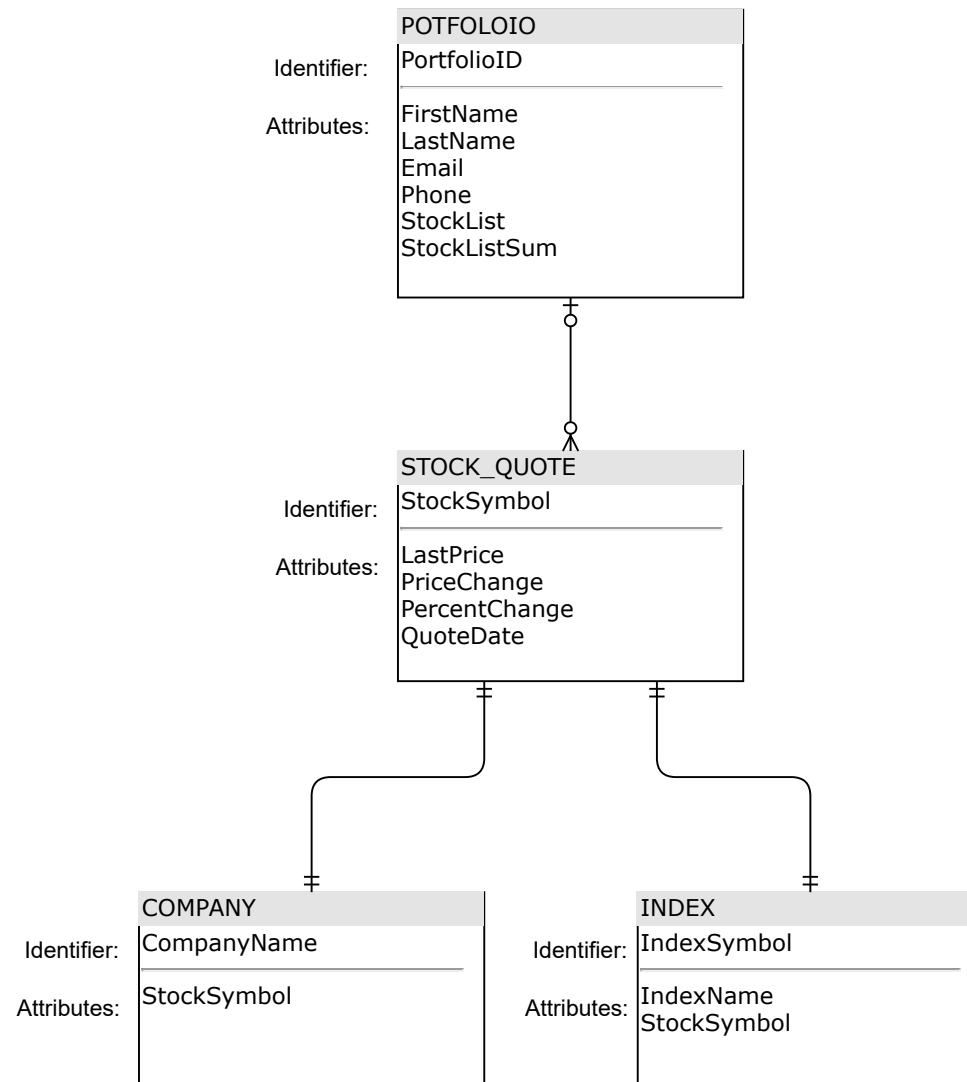 POTFOLOIO
Identifier: PortfolioID
Attributes: FirstName
LastName
Email
Phone
StockList
StockListSum
STOCK_QUOTE
Identifier: StockSymbol
Attributes: LastPrice
PriceChange
PercentChange
QuoteDate
COMPANY
Identifier: CompanyName
Attributes: StockSymbol
INDEX
Identifier: IndexSymbol
Attributes: IndexName
StockSymbol